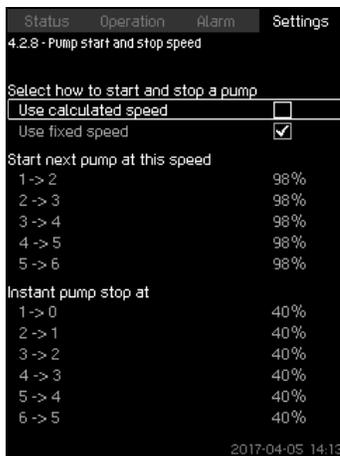 Status Operation Alarm Settings
4.2.8 - Pump start and stop speed
Select how to start and stop a pump
Use calculated speed
Use fixed speed
Start next pump at this speed
1 -> 2 98%
2 -> 3 98%
3 -> 4 98%
4 -> 5 98%
5 -> 6 98%
Instant pump stop at
1 -> 0 40%
2 -> 1 40%
3 -> 2 40%
4 -> 3 40%
5 -> 4 40%
6 -> 5 40%
2017-04-05 14:13